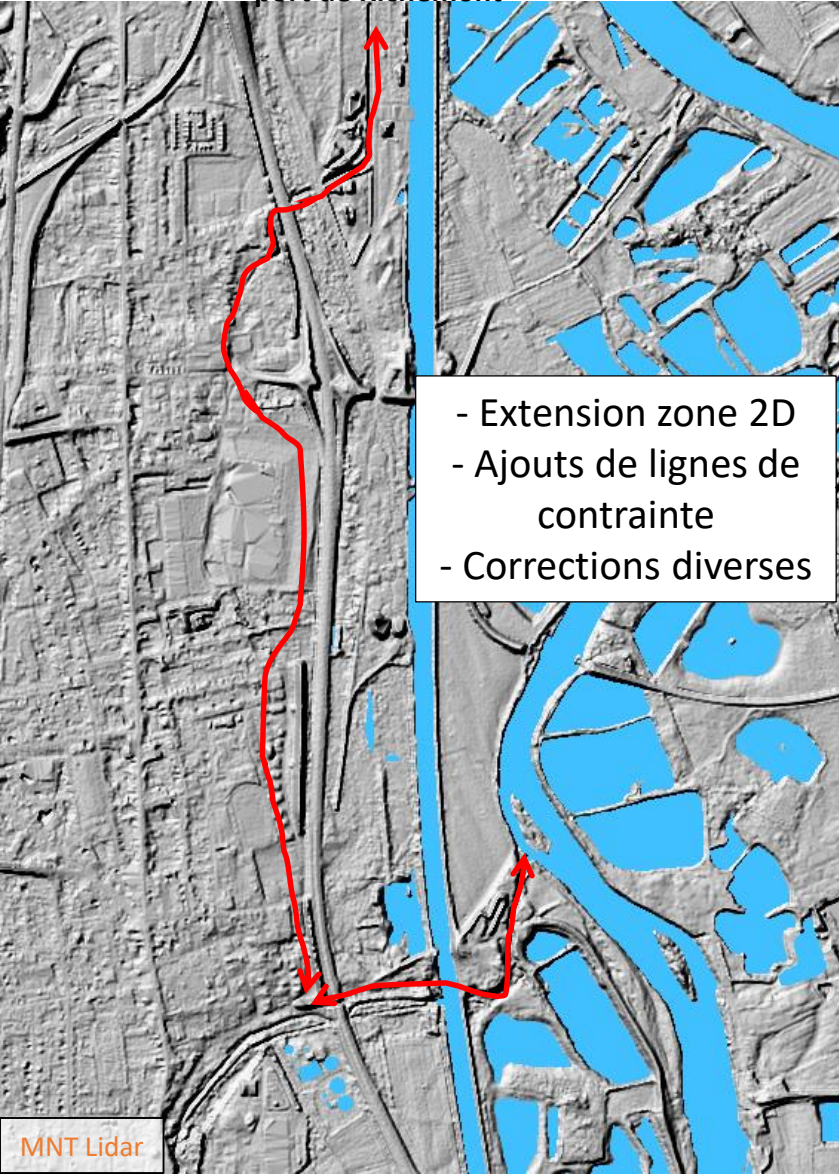 - Extension zone 2D
- Ajouts de lignes de
contrainte
- Corrections diverses
MNT Lidar